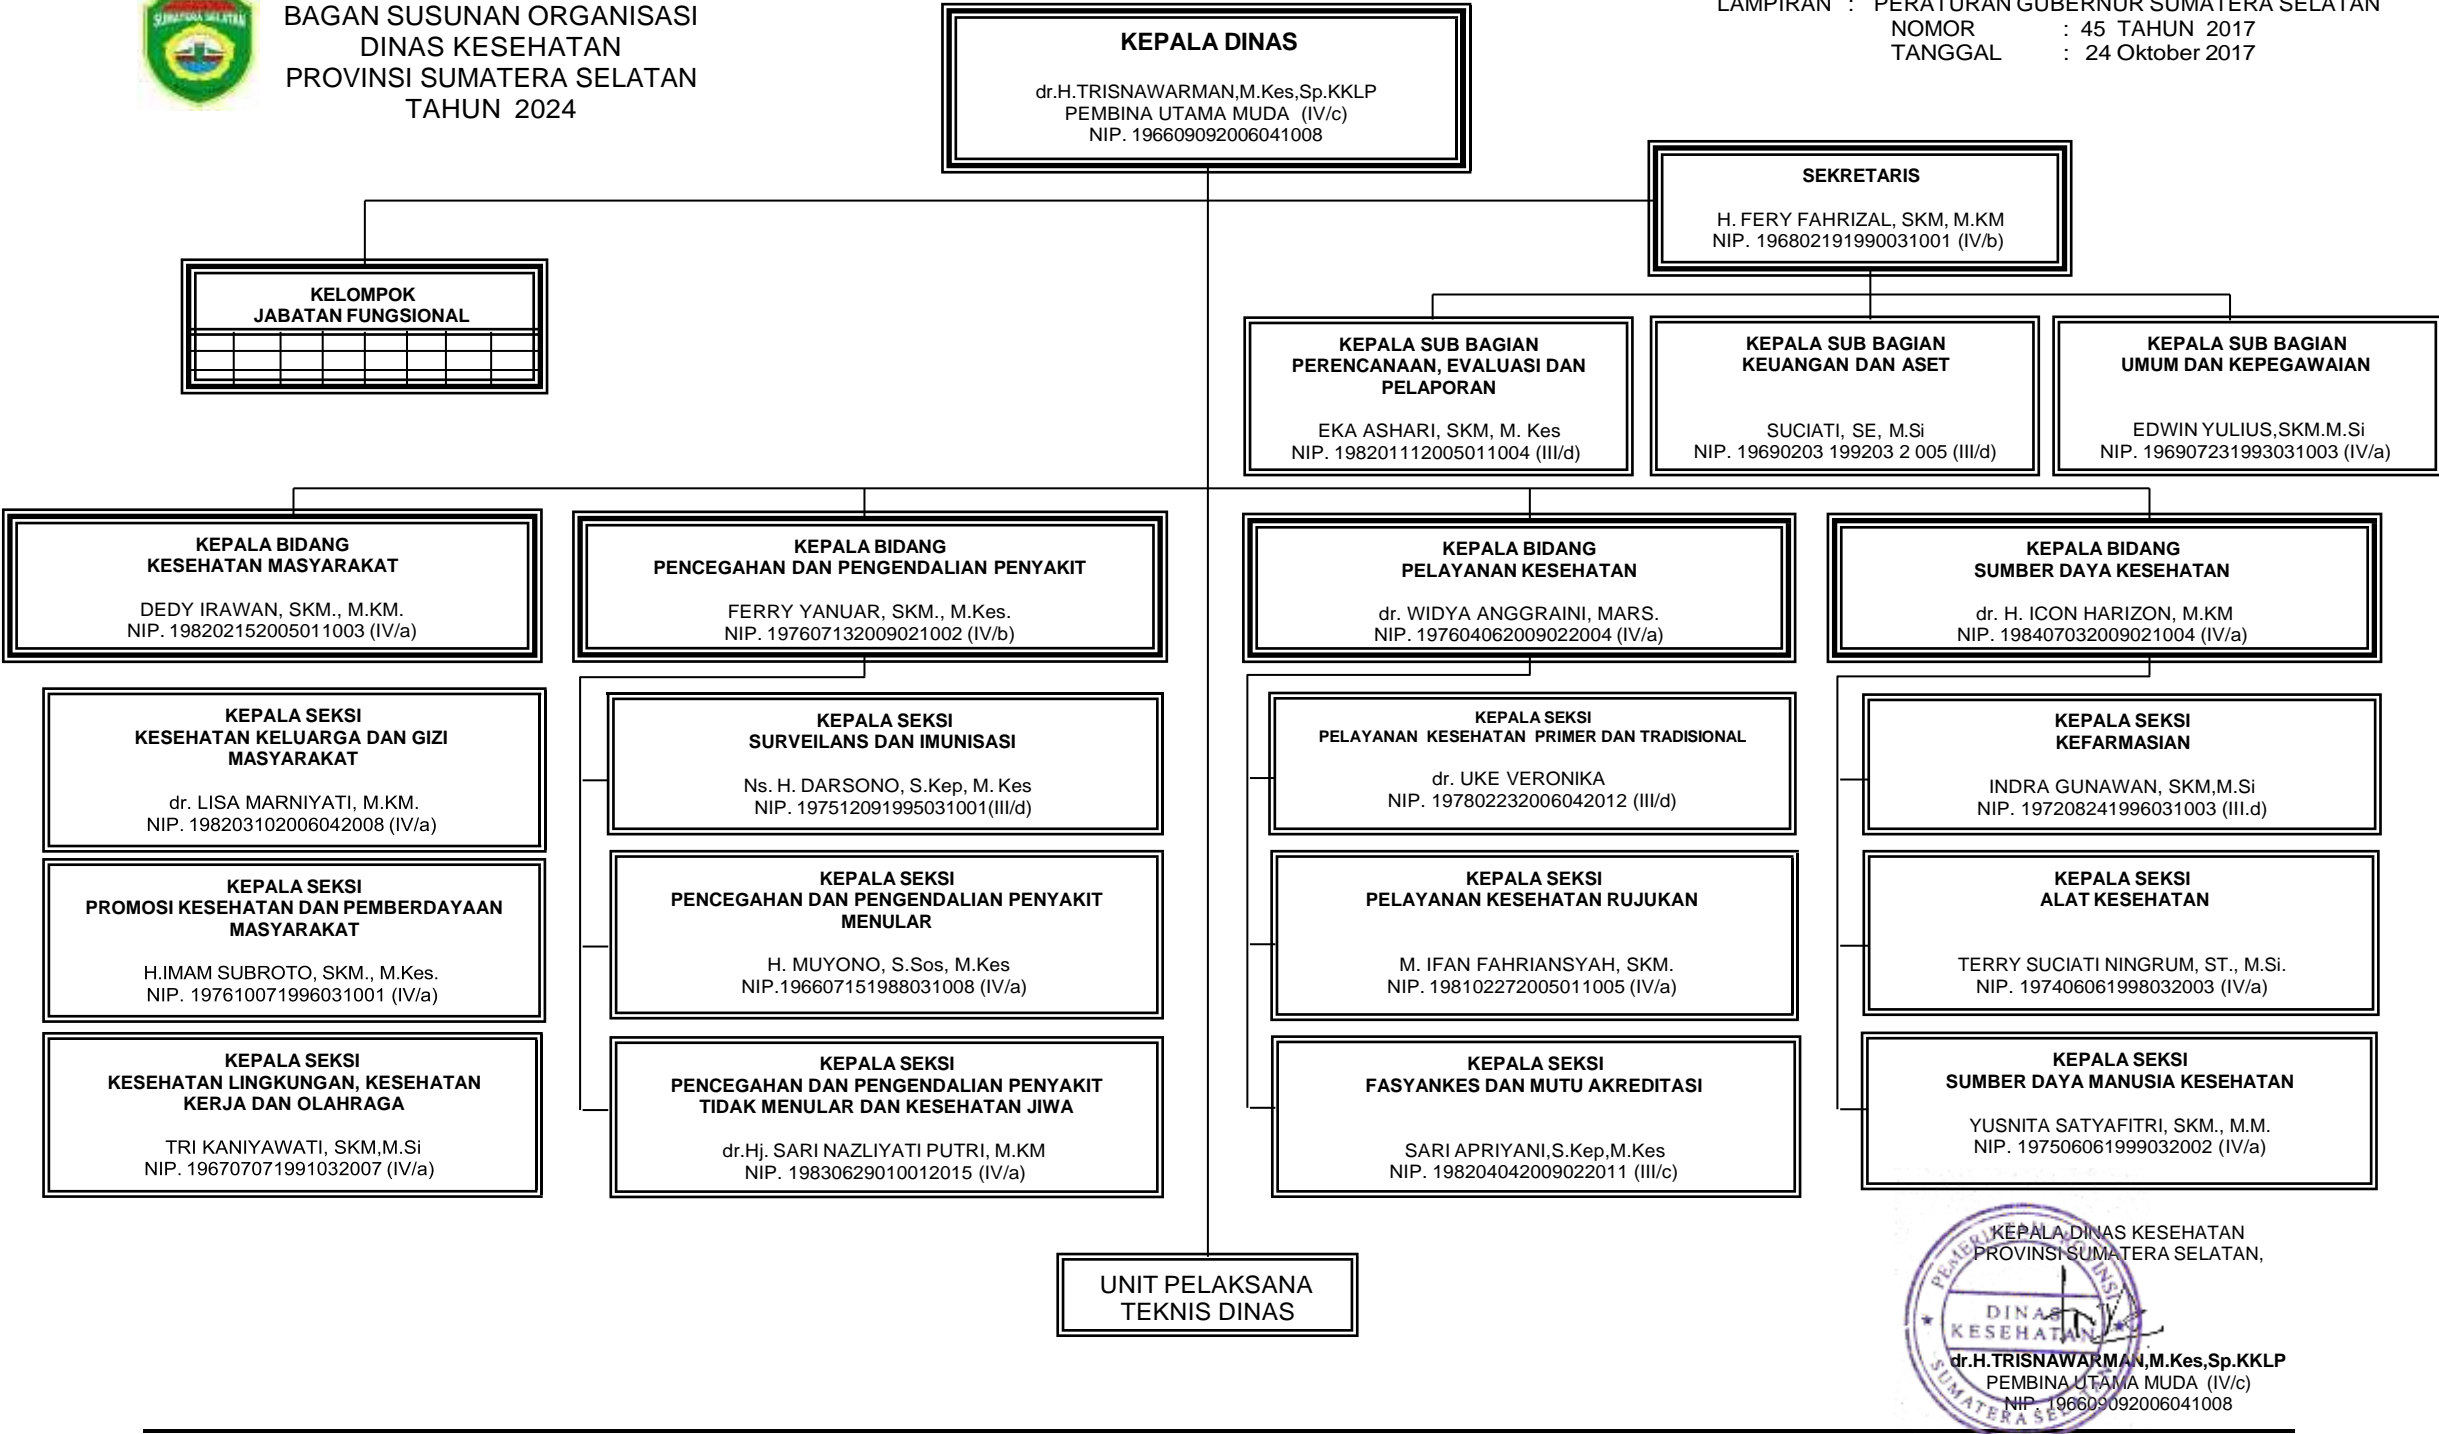 SUMATERA SELATAN
BAGAN SUSUNAN ORGANISASI
DINAS KESEHATAN
PROVINSI SUMATERA SELATAN
TAHUN 2024
LAMPIRAN : PERATURAN GUBERNUR SUMATERA SELATAN
NOMOR : 45 TAHUN 2017
TANGGAL : 24 Oktober 2017
KEPALA DINAS
dr.H.TRISNAWARMAN,M.Kes,Sp.KKLP
PEMBINA UTAMA MUDA (IV/c)
NIP. 196609092006041008
SEKRETARIS
H. FERY FAHRIZAL, SKM, M.KM
NIP. 196802191990031001 (IV/b)
KELOMPOK
JABATAN FUNGSIONAL
KEPALA SUB BAGIAN
PERENCANAAN, EVALUASI DAN
PELAPORAN
EKA ASHARI, SKM, M. Kes
NIP. 198201112005011004 (III/d)
KEPALA SUB BAGIAN
KEUANGAN DAN ASET
SUCIATI, SE, M.Si
NIP. 19690203 199203 2 005 (III/d)
KEPALA SUB BAGIAN
UMUM DAN KEPEGAWAIAN
EDWIN YULIUS,SKM.M.Si
NIP. 196907231993031003 (IV/a)
KEPALA BIDANG
KESEHATAN MASYARAKAT
DEDY IRAWAN, SKM., M.KM.
NIP. 198202152005011003 (IV/a)
KEPALA BIDANG
PENCEGAHAN DAN PENGENDALIAN PENYAKIT
FERRY YANUAR, SKM., M.Kes.
NIP. 197607132009021002 (IV/b)
KEPALA BIDANG
PELAYANAN KESEHATAN
dr. WIDYA ANGGRAINI, MARS.
NIP. 197604062009022004 (IV/a)
KEPALA BIDANG
SUMBER DAYA KESEHATAN
dr. H. ICON HARIZON, M.KM
NIP. 198407032009021004 (IV/a)
KEPALA SEKSI
KESEHATAN KELUARGA DAN GIZI
MASYARAKAT
dr. LISA MARNIYATI, M.KM.
NIP. 198203102006042008 (IV/a)
KEPALA SEKSI
SURVEILANS DAN IMUNISASI
Ns. H. DARSONO, S.Kep, M. Kes
NIP. 197512091995031001(III/d)
KEPALA SEKSI
PELAYANAN KESEHATAN PRIMER DAN TRADISIONAL
dr. UKE VERONIKA
NIP. 197802232006042012 (III/d)
KEPALA SEKSI
KEFARMASIAN
INDRA GUNAWAN, SKM,M.Si
NIP. 197208241996031003 (III.d)
KEPALA SEKSI
PROMOSI KESEHATAN DAN PEMBERDAYAAN
MASYARAKAT
H.IMAM SUBROTO, SKM., M.Kes.
NIP. 197610071996031001 (IV/a)
KEPALA SEKSI
PENCEGAHAN DAN PENGENDALIAN PENYAKIT
MENULAR
H. MUYONO, S.Sos, M.Kes
NIP.196607151988031008 (IV/a)
KEPALA SEKSI
PELAYANAN KESEHATAN RUJUKAN
M. IFAN FAHRIANSYAH, SKM.
NIP. 198102272005011005 (IV/a)
KEPALA SEKSI
ALAT KESEHATAN
TERRY SUCIATI NINGRUM, ST., M.Si.
NIP. 197406061998032003 (IV/a)
KEPALA SEKSI
KESEHATAN LINGKUNGAN, KESEHATAN
KERJA DAN OLAHRAGA
TRI KANIYAWATI, SKM,M.Si
NIP. 196707071991032007 (IV/a)
KEPALA SEKSI
PENCEGAHAN DAN PENGENDALIAN PENYAKIT
TIDAK MENULAR DAN KESEHATAN JIWA
dr.Hj. SARI NAZLIYATI PUTRI, M.KM
NIP. 19830629010012015 (IV/a)
KEPALA SEKSI
FASYANKES DAN MUTU AKREDITASI
SARI APRIYANI,S.Kep,M.Kes
NIP. 198204042009022011 (III/c)
KEPALA SEKSI
SUMBER DAYA MANUSIA KESEHATAN
YUSNITA SATYAFITRI, SKM., M.M.
NIP. 197506061999032002 (IV/a)
UNIT PELAKSANA
TEKNIS DINAS
KEPALA DINAS KESEHATAN
PROVINSI SUMATERA SELATAN,
PEMERINTAH PROVINSI
DINAS
KESEHATAN
SUMATERA SELATAN
dr.H.TRISNAWARMAN,M.Kes,Sp.KKLP
PEMBINA UTAMA MUDA (IV/c)
NIP. 196609092006041008